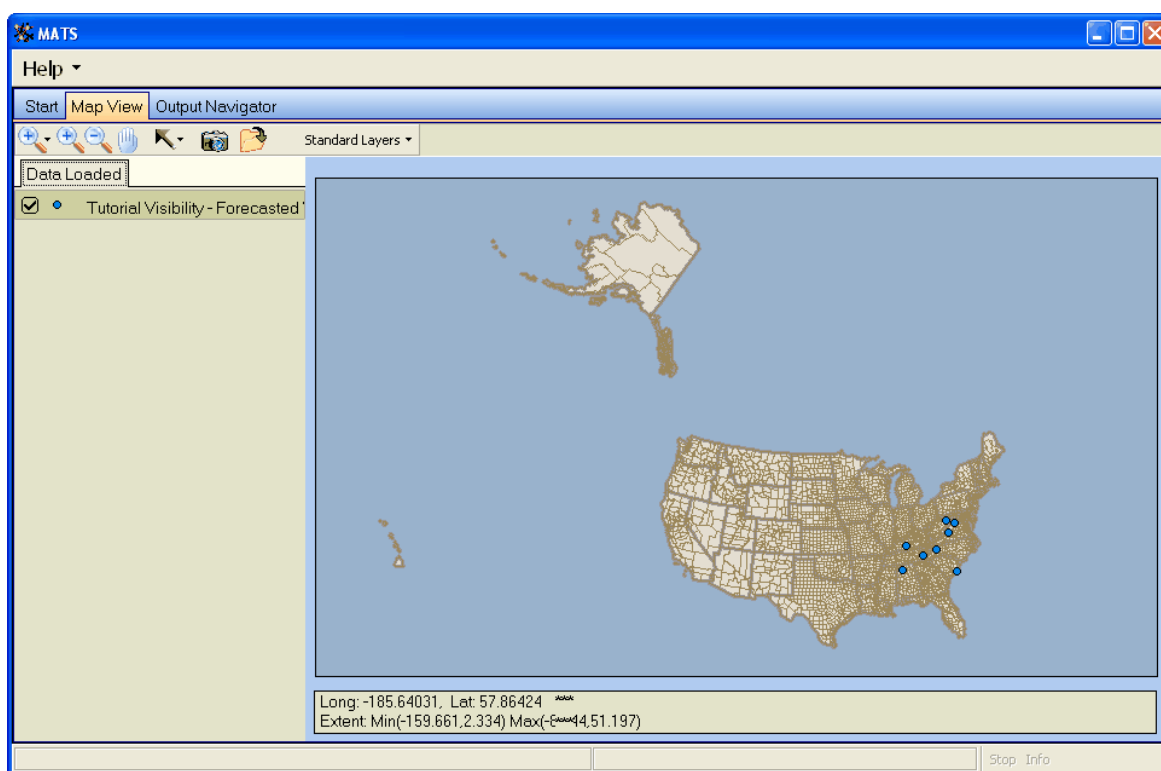 MATS
Help
Start Map View Output Navigator
Standard Layers
Data Loaded
Tutorial Visibility - Forecasted
Long: -185.64031, Lat: 57.86424 ***
Extent: Min(-159.661,2.334) Max(-8***44,51.197)
Stop Info